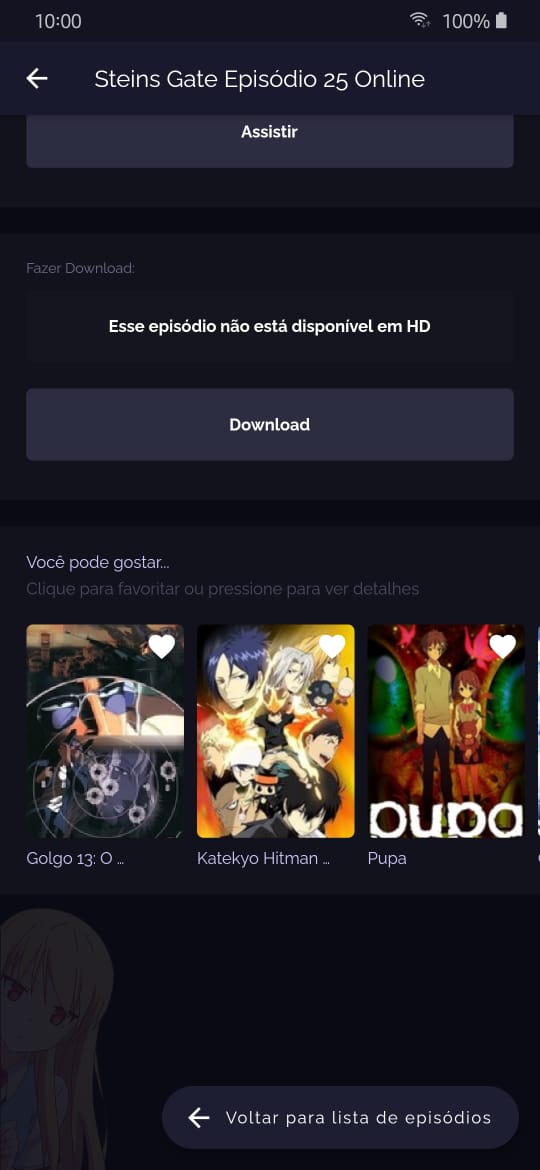 10:00
100%
Steins Gate Episódio 25 Online
Assistir
Fazer Download:
Esse episódio não está disponível em HD
Download
Você pode gostar...
Clique para favoritar ou pressione para ver detalhes
pupa
Golgo 13: O ...
Katekyo Hitman ...
Pupa
Voltar para lista de episódios